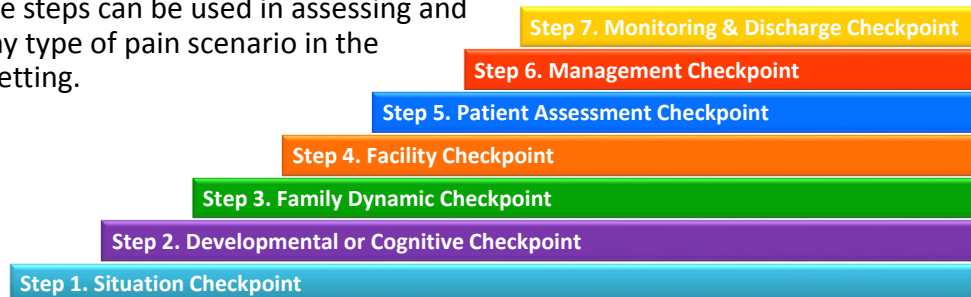 steps can be used in assessing and
type of pain scenario in the
Step 7. Monitoring & Discharge Checkpoint
Step 6. Management Checkpoint
Step 5. Patient Assessment Checkpoint
Step 4. Facility Checkpoint
Step 3. Family Dynamic Checkpoint
Step 2. Developmental or Cognitive Checkpoint
Step 1. Situation Checkpoint